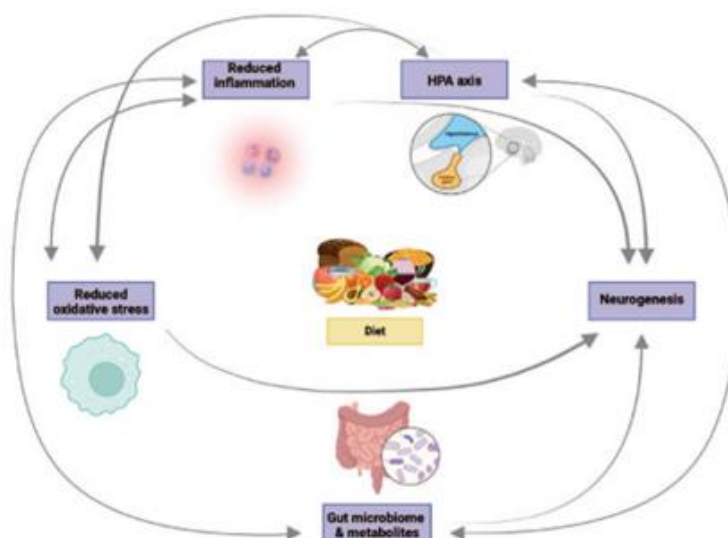 Reduced
inflammation
HPA axis
Reduced
oxidative stress
Neurogenesis
Diet
Gut microbiome
& metabolites